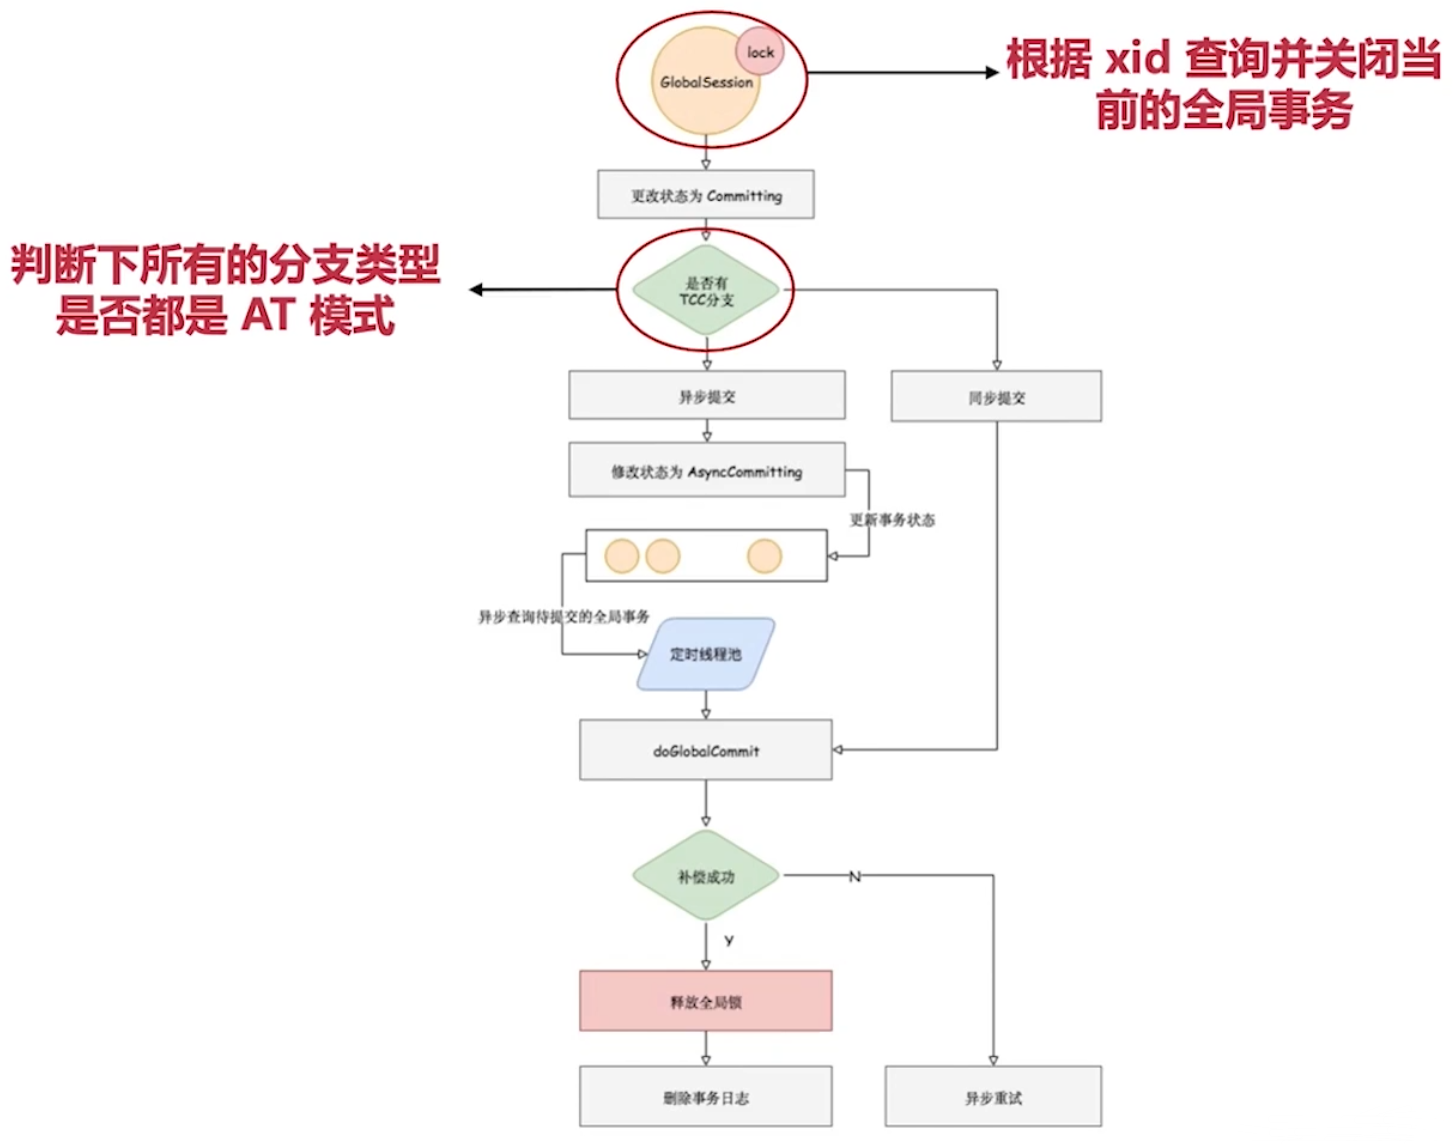 lock
GlobalSession
根据 xid 查询并关闭当
前的全局事务
更改状态为 Committing
判断下所有的分支类型
是否都是 AT 模式
是否有
TCC分支
异步提交
同步提交
修改状态为 AsyncCommitting
更新事务状态
异步查询待提交的全局事务
定时线程池
doGlobalCommit
补偿成功
N
Y
释放全局锁
删除事务日志
异步重试